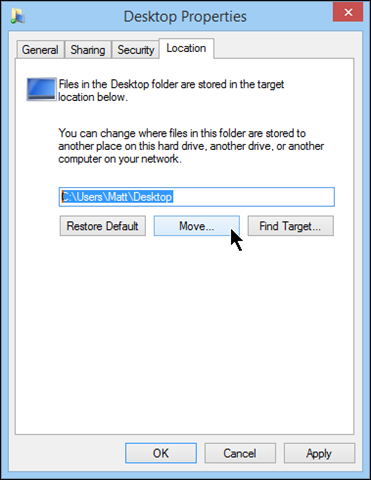 Desktop Properties
General Sharing Security Location
Files in the Desktop folder are stored in the target
location below.
You can change where files in this folder are stored to
another place on this hard drive, another drive, or another
computer on your network.
C:\Users\Matt\Desktop
Restore Default Move... Find Target...
OK Cancel Apply